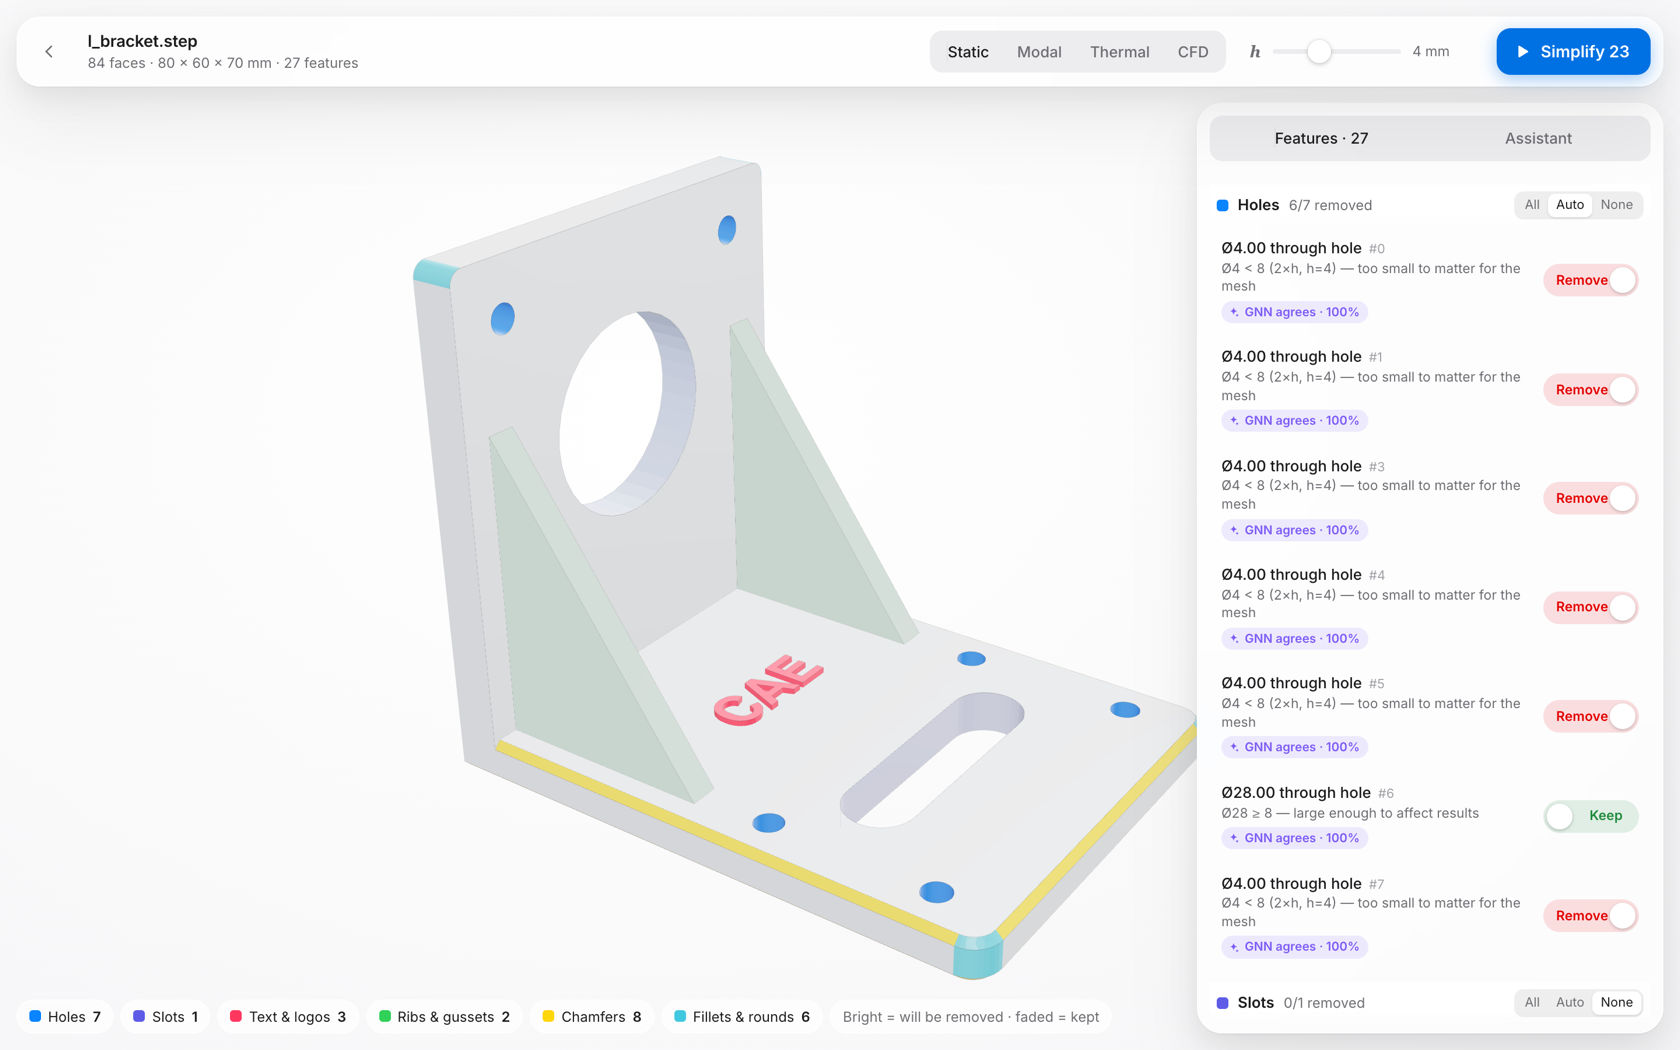 l_bracket.step
84 faces · 80 × 60 × 70 mm · 27 features
Static Modal Thermal CFD
h 4 mm
Simplify 23
Features · 27 Assistant
Holes 6/7 removed All Auto None
Ø4.00 through hole #0
Ø4 < 8 (2×h, h=4) — too small to matter for the
mesh
Remove
GNN agrees · 100%
Ø4.00 through hole #1
Ø4 < 8 (2×h, h=4) — too small to matter for the
mesh
Remove
GNN agrees · 100%
Ø4.00 through hole #3
Ø4 < 8 (2×h, h=4) — too small to matter for the
mesh
Remove
GNN agrees · 100%
Ø4.00 through hole #4
Ø4 < 8 (2×h, h=4) — too small to matter for the
mesh
Remove
GNN agrees · 100%
Ø4.00 through hole #5
Ø4 < 8 (2×h, h=4) — too small to matter for the
mesh
Remove
GNN agrees · 100%
Ø28.00 through hole #6
Ø28 ≥ 8 — large enough to affect results
Keep
GNN agrees · 100%
Ø4.00 through hole #7
Ø4 < 8 (2×h, h=4) — too small to matter for the
mesh
Remove
GNN agrees · 100%
Slots 0/1 removed All Auto None
CAE
Holes 7 Slots 1 Text & logos 3 Ribs & gussets 2 Chamfers 8 Fillets & rounds 6 Bright = will be removed · faded = kept